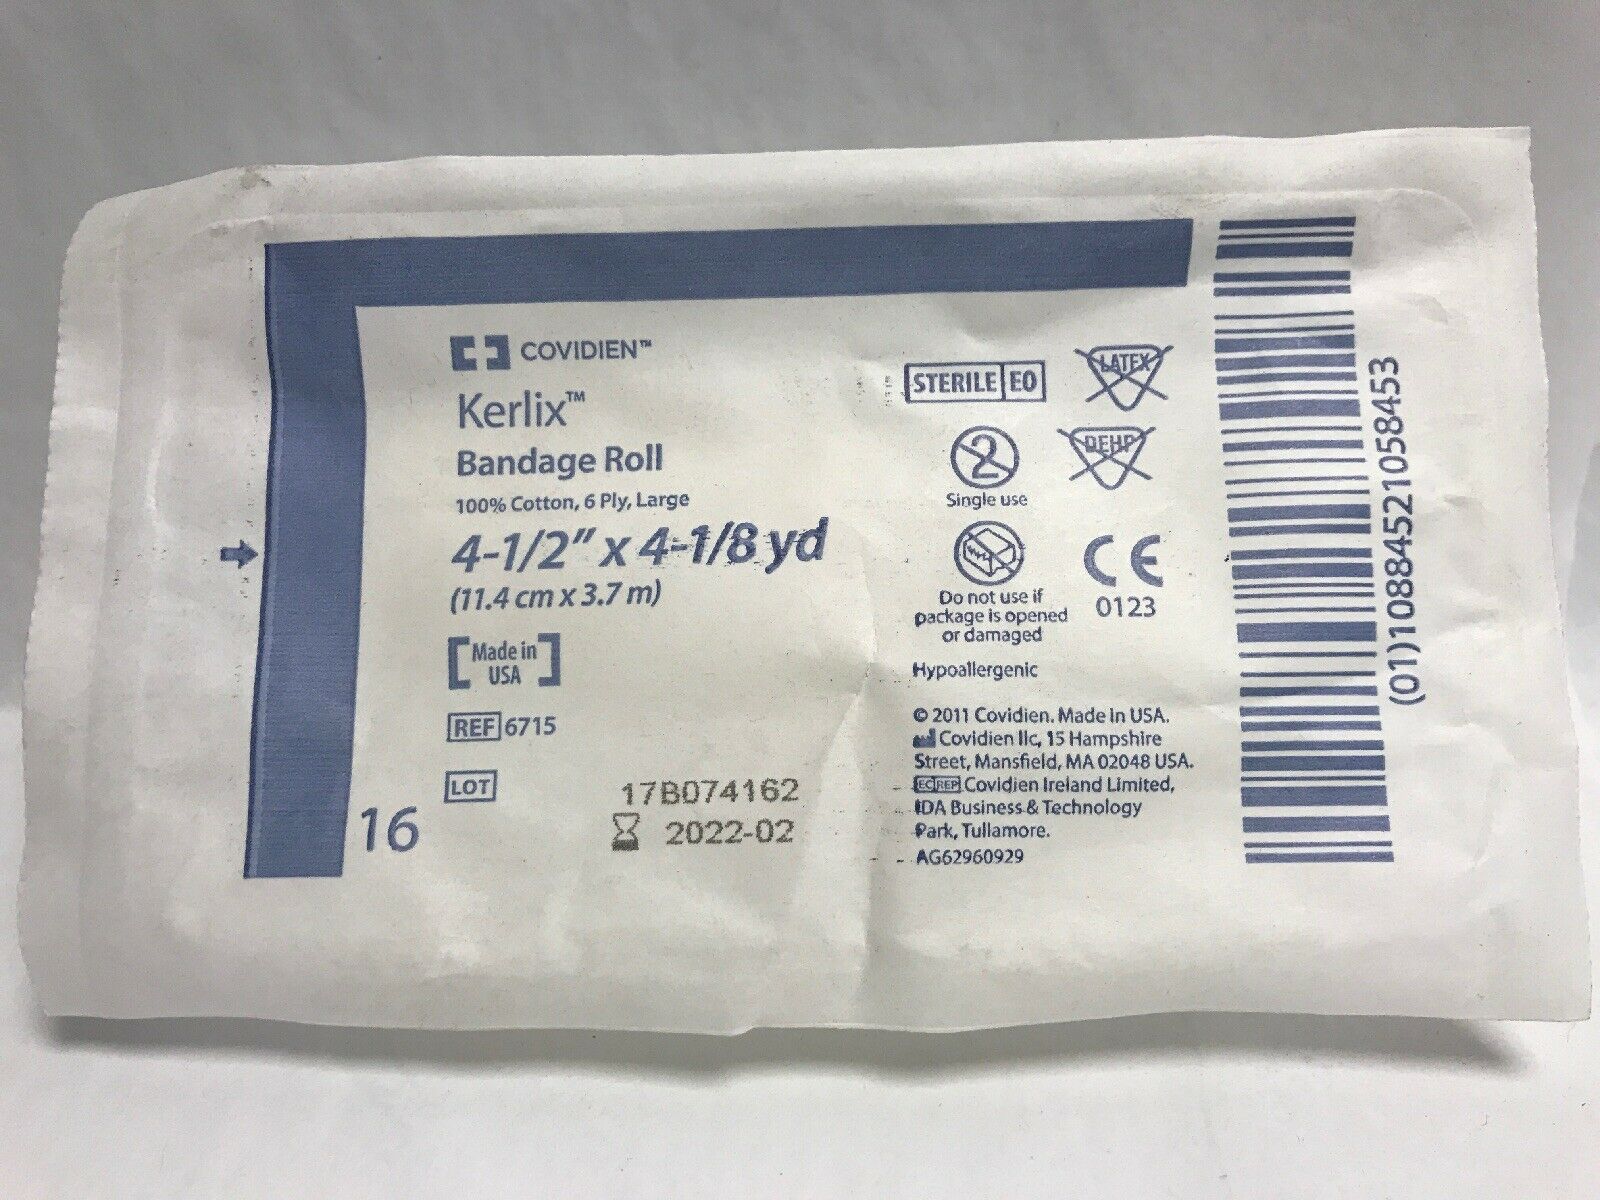 COVIDIEN™
Kerlix™
Bandage Roll
100% Cotton, 6 Ply, Large
4-1/2" x 4-1/8 yd
(11.4 cm x 3.7 m)
Made in
USA
REF 6715
LOT 17B074162
2022-02
16
STERILE EO
LATEX
2
Single use
DEHP
Do not use if
package is opened
or damaged
CE
0123
Hypoallergenic
© 2011 Covidien. Made in USA.
Covidien llc, 15 Hampshire
Street, Mansfield, MA 02048 USA.
EC REP Covidien Ireland Limited,
IDA Business & Technology
Park, Tullamore.
AG62960929
(01)10884521058453